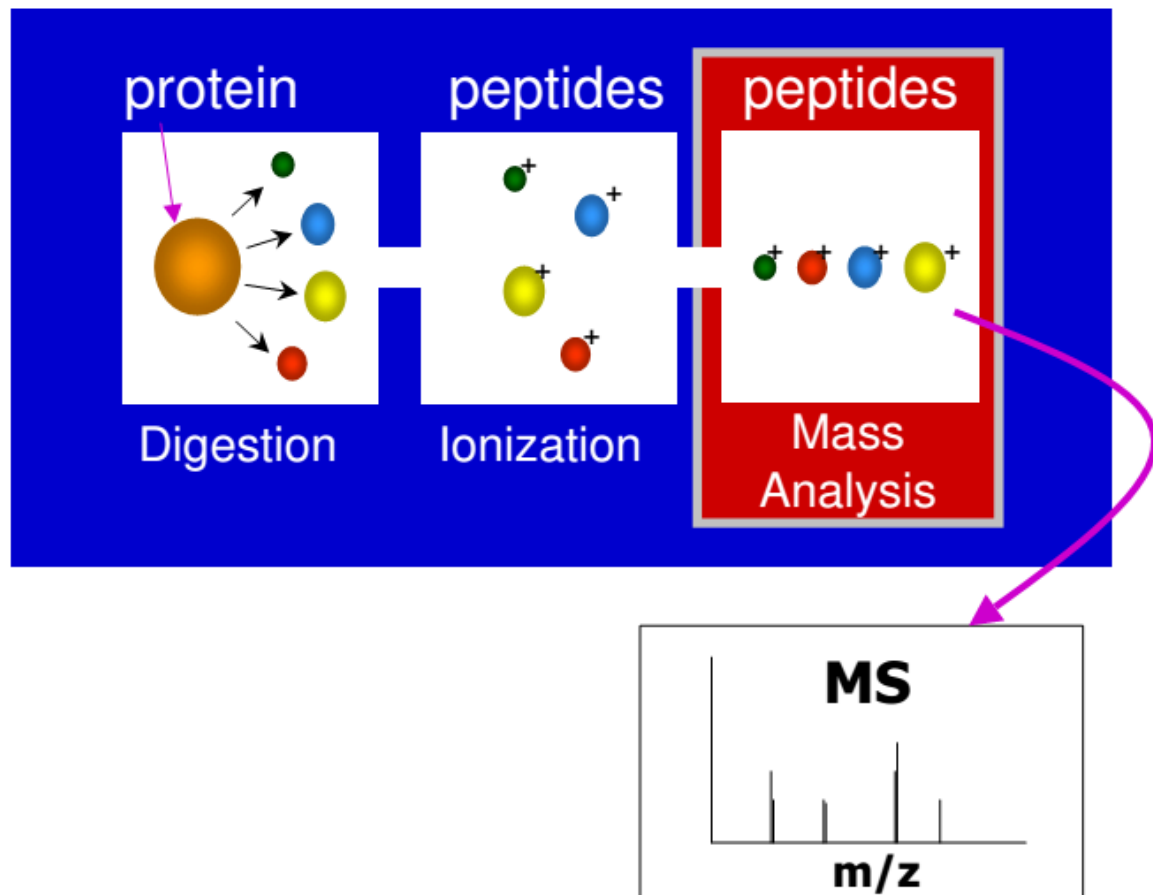 protein
peptides
peptides
+
+
+
+
+
+
+
+
Digestion
Ionization
Mass
Analysis
MS
m/z